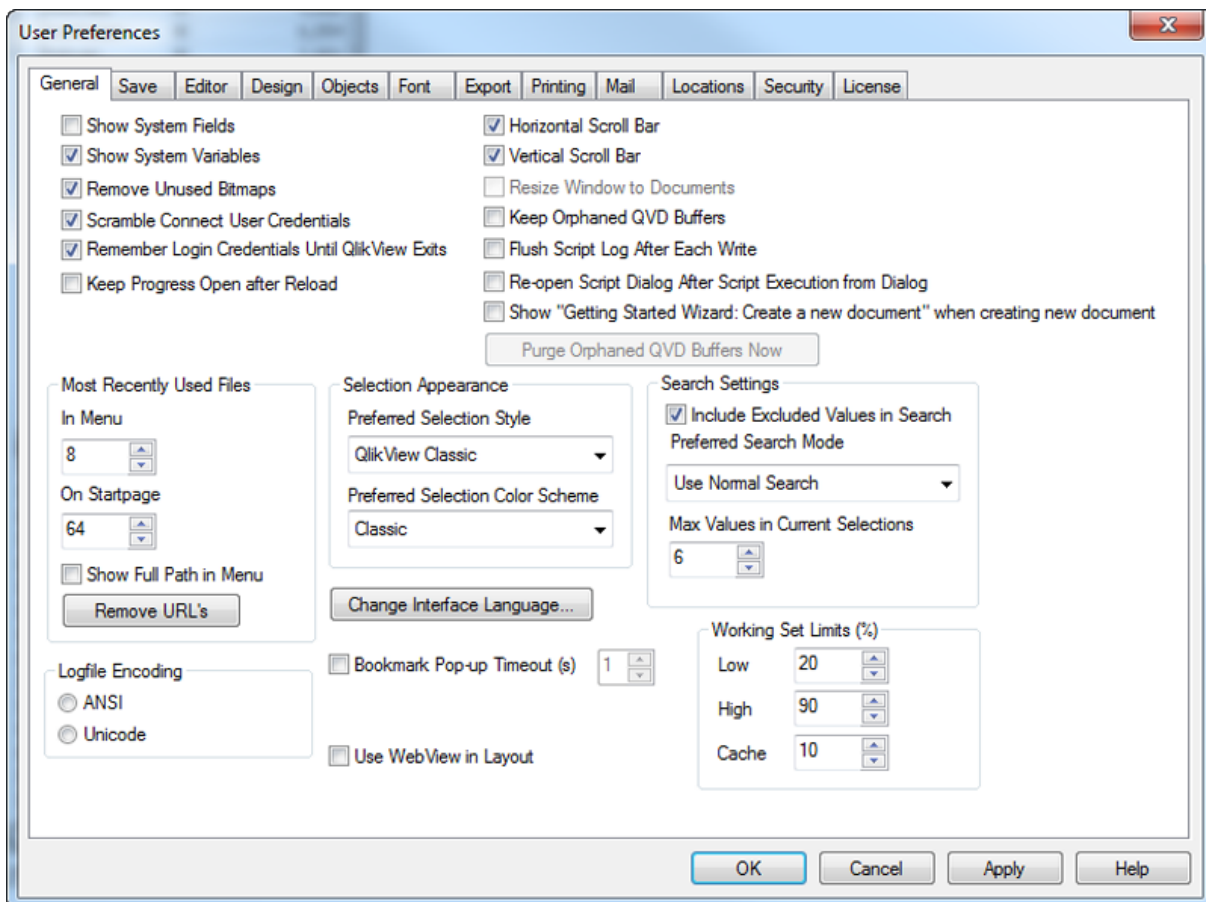 User Preferences
General Save Editor Design Objects Font Export Printing Mail Locations Security License
Show System Fields
Show System Variables
Remove Unused Bitmaps
Scramble Connect User Credentials
Remember Login Credentials Until QlikView Exits
Keep Progress Open after Reload
Horizontal Scroll Bar
Vertical Scroll Bar
Resize Window to Documents
Keep Orphaned QVD Buffers
Flush Script Log After Each Write
Re-open Script Dialog After Script Execution from Dialog
Show "Getting Started Wizard: Create a new document" when creating new document
Purge Orphaned QVD Buffers Now
Most Recently Used Files
In Menu
8
On Startpage
64
Show Full Path in Menu
Remove URL's
Selection Appearance
Preferred Selection Style
QlikView Classic
Preferred Selection Color Scheme
Classic
Change Interface Language...
Search Settings
Include Excluded Values in Search
Preferred Search Mode
Use Normal Search
Max Values in Current Selections
6
Logfile Encoding
ANSI
Unicode
Bookmark Pop-up Timeout (s) 1
Use WebView in Layout
Working Set Limits (%)
Low 20
High 90
Cache 10
OK Cancel Apply Help